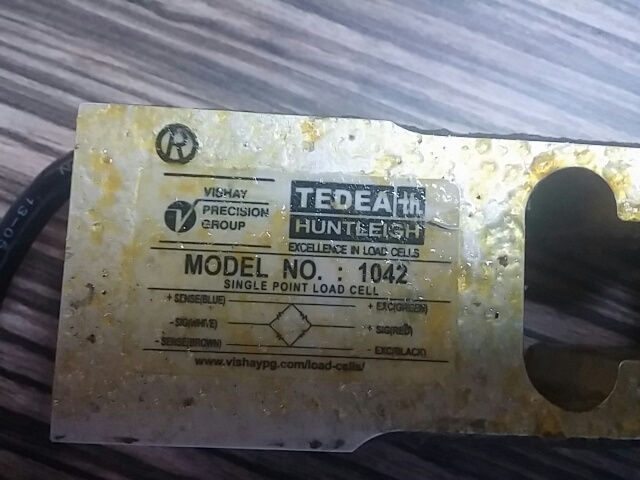 R
VISHAY
PRECISION
GROUP
TEDEA-th
HUNTLEIGH
EXCELLENCE IN LOAD CELLS
MODEL NO. : 1042
SINGLE POINT LOAD CELL
+ SENSE(BLUE) + EXC(GREEN)
- SIG(WHITE) + SIG(RED)
- SENSE(BROWN) - EXC(BLACK)
www.vishaypg.com/load-cells/